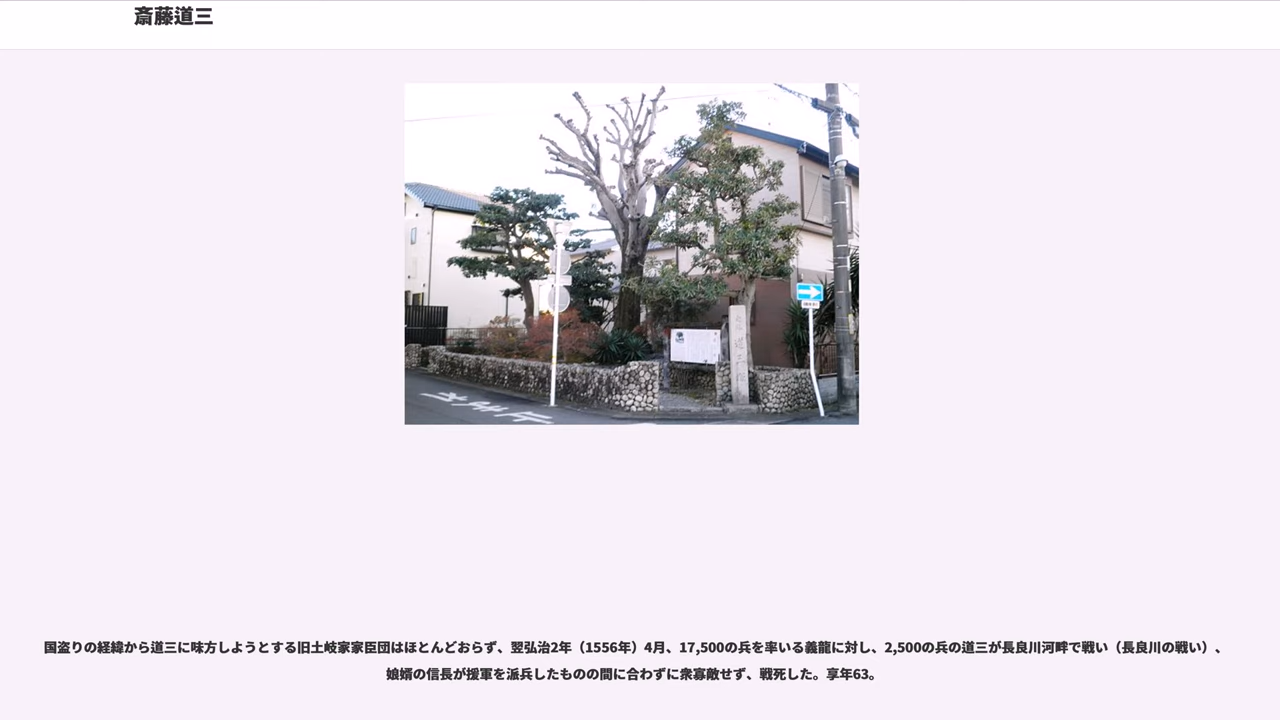 斎藤道三
道三塚
国盗りの経緯から道三に味方しようとする旧土岐家家臣団はほとんどおらず、翌弘治2年（1556年）4月、17,500の兵を率いる義龍に対し、2,500の兵の道三が長良川河畔で戦い（長良川の戦い）、
娘婿の信長が援軍を派兵したものの間に合わずに衆寡敵せず、戦死した。享年63。